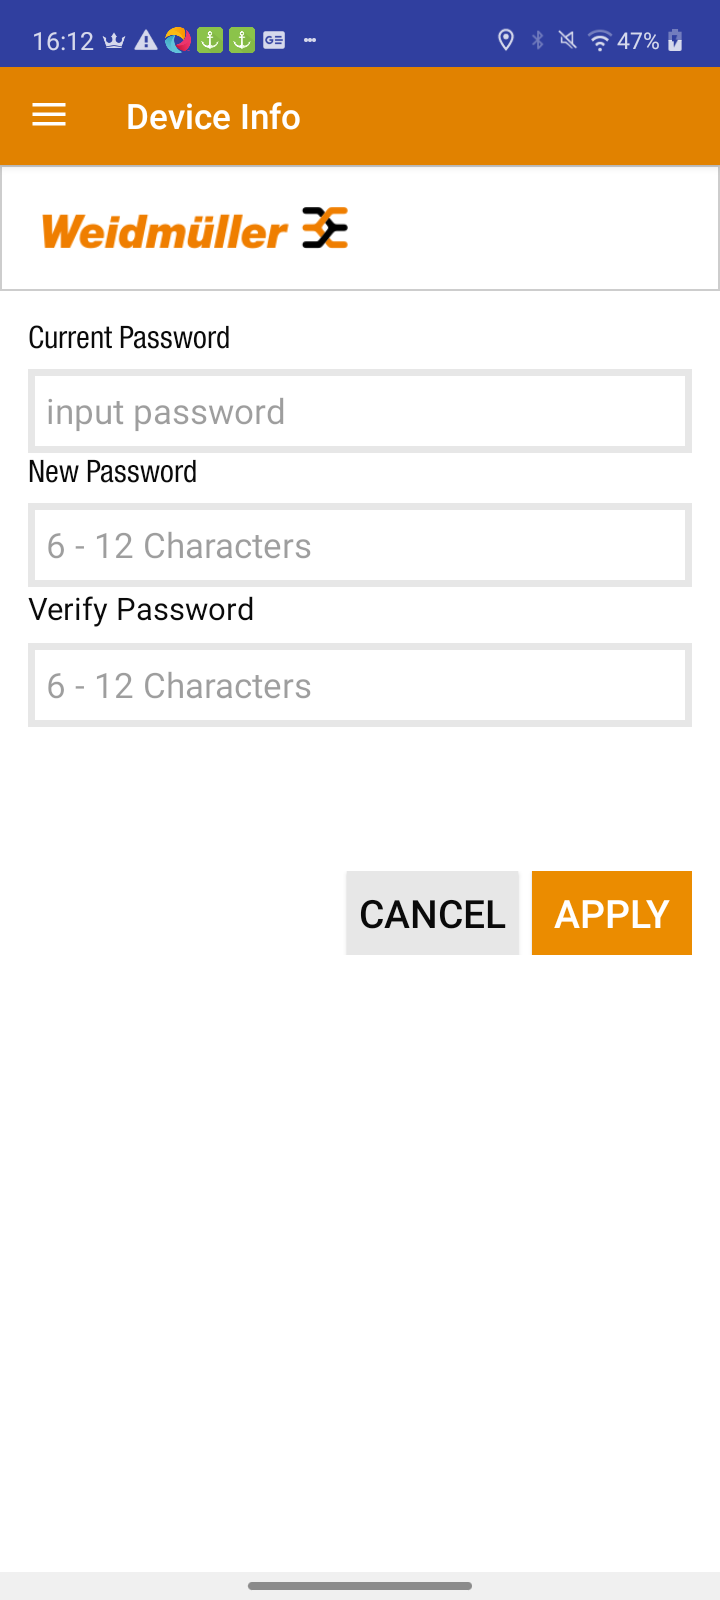 16:12
47%
Device Info
Weidmüller
Current Password
input password
New Password
6 - 12 Characters
Verify Password
6 - 12 Characters
CANCEL APPLY